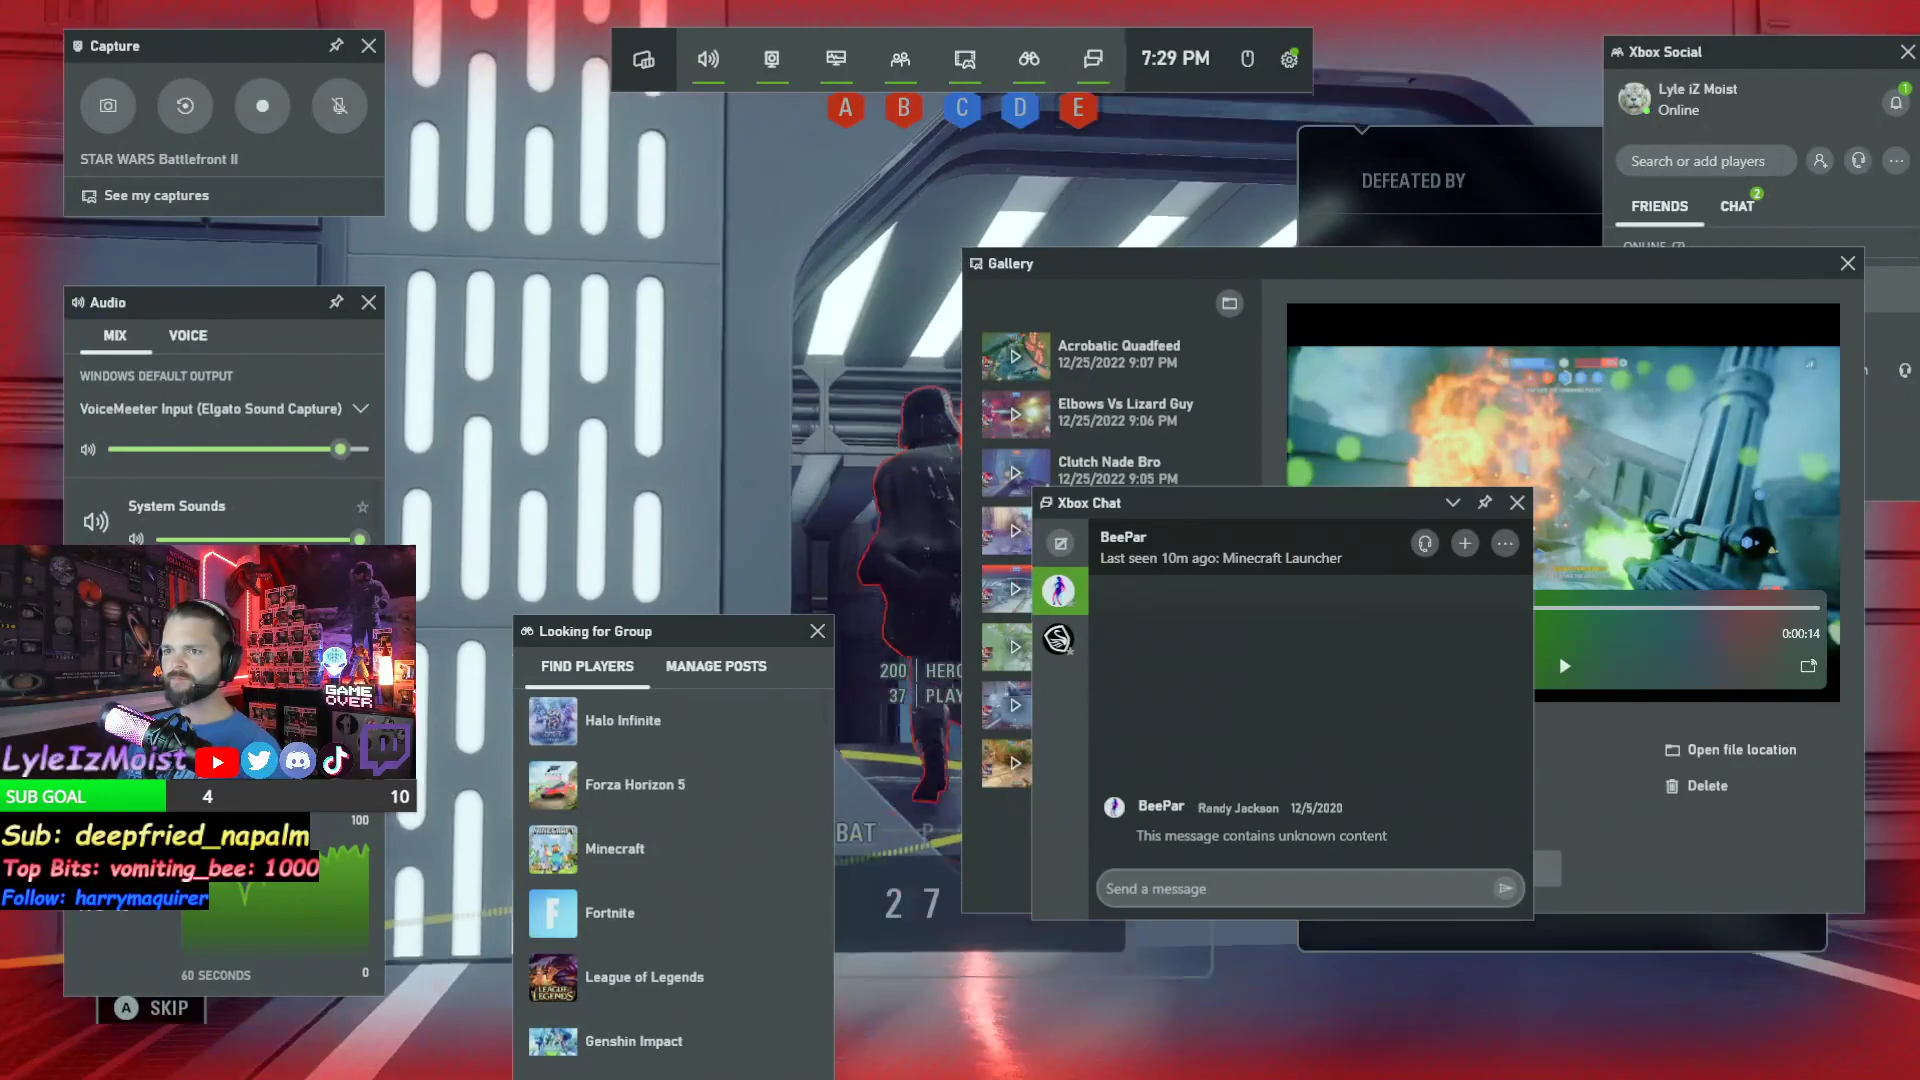 Capture
STAR WARS Battlefront II
See my captures
Audio
MIX
VOICE
WINDOWS DEFAULT OUTPUT
VoiceMeeter Input (Elgato Sound Capture)
System Sounds
7:29 PM
A B C D E
DEFEATED BY
Xbox Social
Lyle iZ Moist
Online
1
Search or add players
FRIENDS
CHAT
2
ONLINE (7)
Gallery
Acrobatic Quadfeed
12/25/2022 9:07 PM
Elbows Vs Lizard Guy
12/25/2022 9:06 PM
Clutch Nade Bro
12/25/2022 9:05 PM
0:00:14
Open file location
Delete
Xbox Chat
BeePar
Last seen 10m ago: Minecraft Launcher
BeePar Randy Jackson 12/5/2020
This message contains unknown content
Send a message
Looking for Group
FIND PLAYERS
MANAGE POSTS
Halo Infinite
Forza Horizon 5
Minecraft
Fortnite
League of Legends
Genshin Impact
200 HERO
37 PLAY
BAT
27
GAME
OVER
LyleIzMoist
SUB GOAL
4
10
Sub: deepfried_napalm
Top Bits: vomiting_bee: 1000
Follow: harrymaquirer
100
60 SECONDS
0
A SKIP